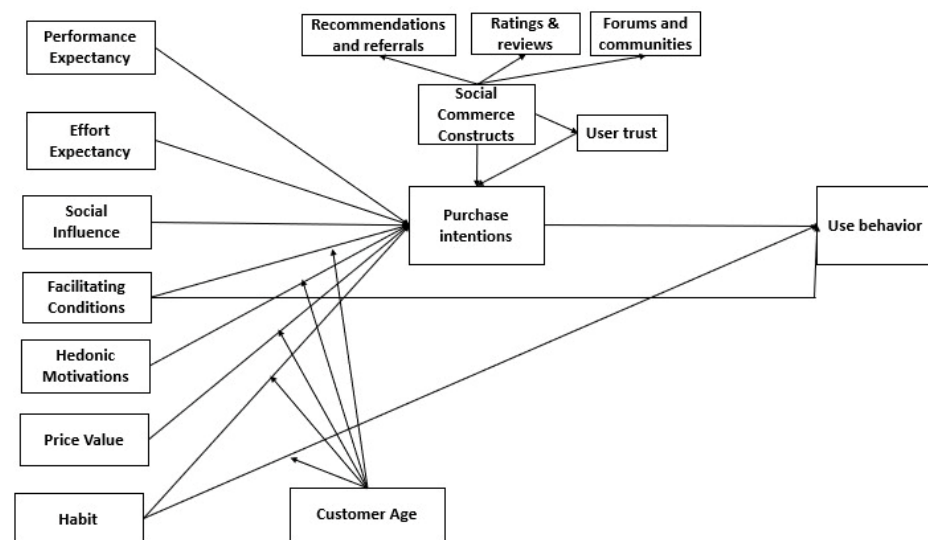 Performance
Expectancy
Recommendations
and referrals
Ratings &
reviews
Forums and
communities
Social
Commerce
Constructs
User trust
Effort
Expectancy
Social
Influence
Purchase
intentions
Use behavior
Facilitating
Conditions
Hedonic
Motivations
Price Value
Habit
Customer Age